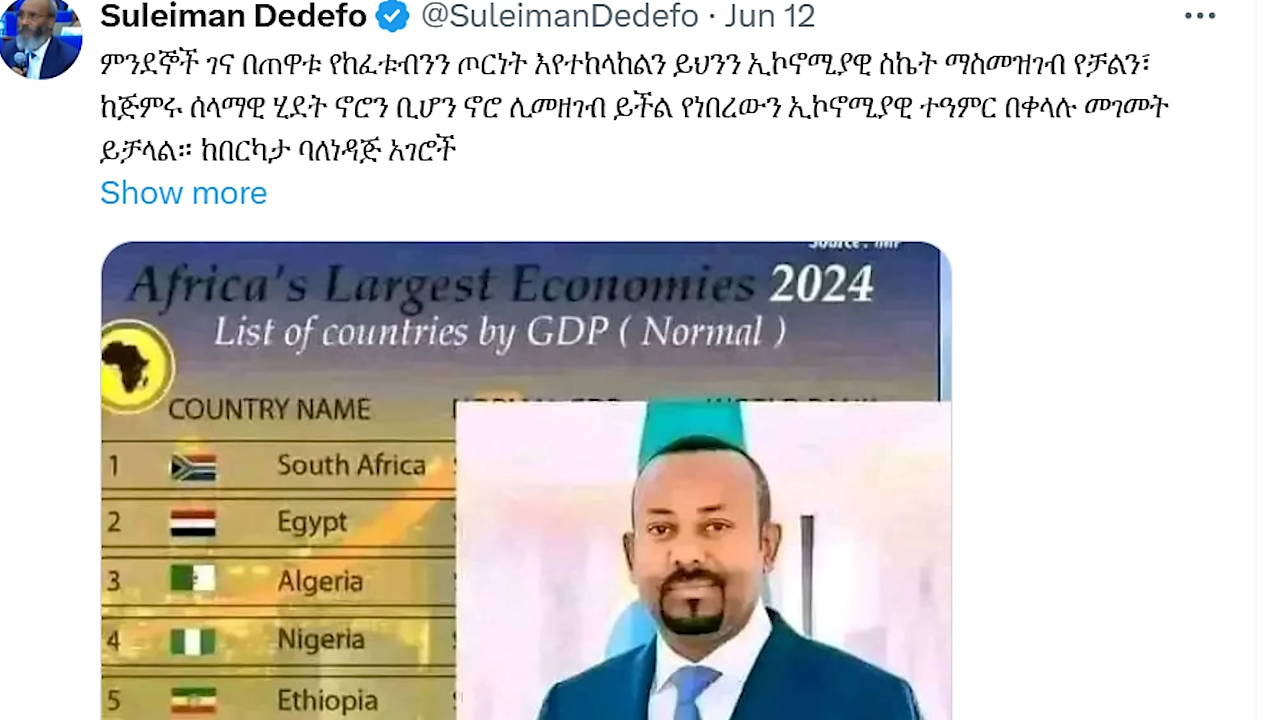 Suleiman Dedefo @SuleimanDedefo · Jun 12
ምንደኞች ገና በጠዋቱ የከፈቱብንን ጦርነት እየተከላከልን ይህንን ኢኮኖሚያዊ ስኬት ማስመዝገብ የቻልን፣
ከጅምሩ ሰላማዊ ሂደት ኖሮን ቢሆን ኖሮ ሊመዘገብ ይችል የነበረውን ኢኮኖሚያዊ ተዓምር በቀላሉ መገመት
ይቻላል። ከበርካታ ባለነዳጅ አገሮች
Show more
Africa's Largest Economies 2024
List of countries by GDP ( Normal )
COUNTRY NAME
1 South Africa
2 Egypt
3 Algeria
4 Nigeria
5 Ethiopia